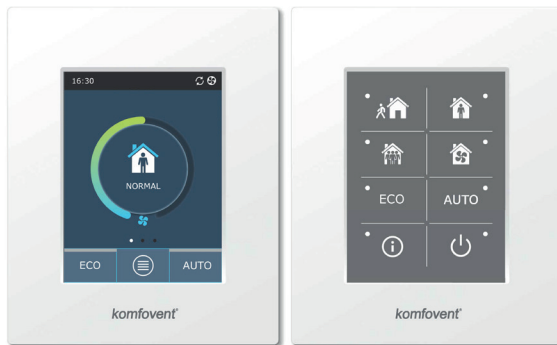 16:30
NORMAL
ECO
AUTO
komfovent
ECO
AUTO
komfovent